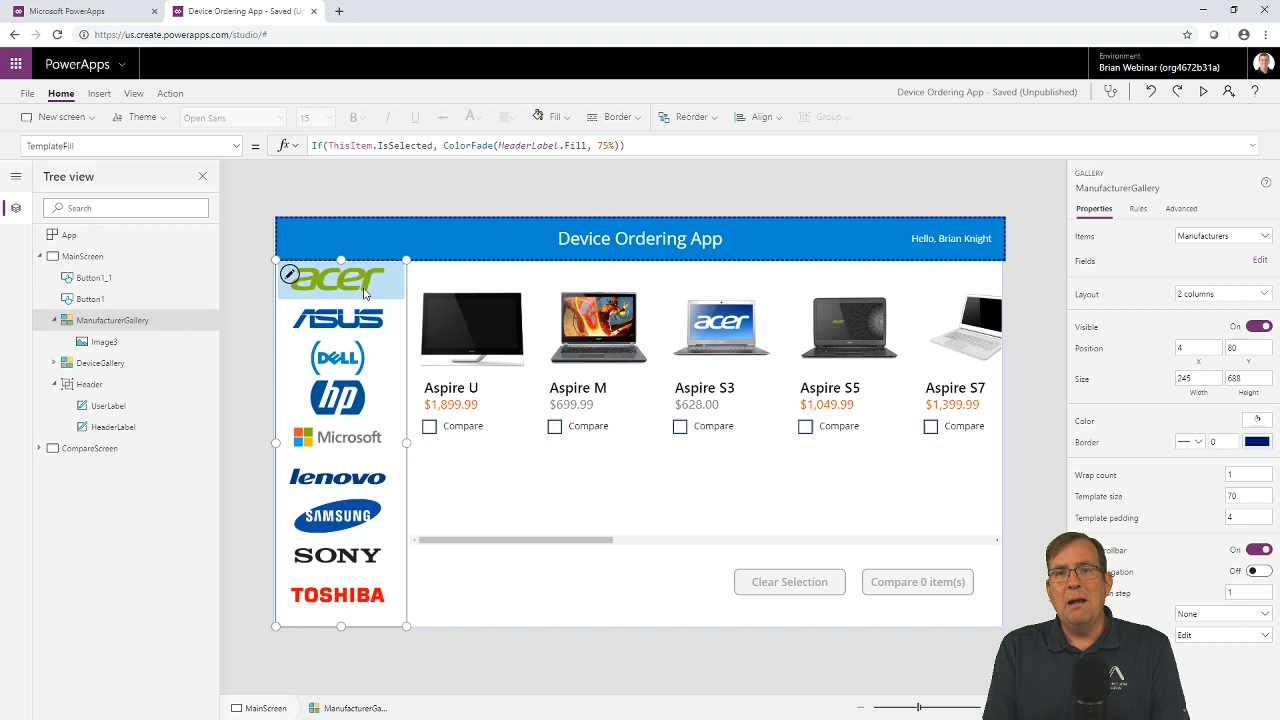 Microsoft PowerApps
Device Ordering App - Saved (U
https://us.create.powerapps.com/studio/#
PowerApps
Environment
Brian Webinar (org4672b31a)
File Home Insert View Action
Device Ordering App - Saved (Unpublished)
New screen Theme Open Sans 15 B I U abc A Fill Border Reorder Align Group
TemplateFill = fx If(ThisItem.IsSelected, ColorFade(HeaderLabel.Fill, 75%))
Tree view
Search
App
MainScreen
Button1_1
Button1
ManufacturerGallery
Image3
DeviceGallery
Header
UserLabel
HeaderLabel
CompareScreen
Device Ordering App
Hello, Brian Knight
acer
ASUS
DELL
hp
Microsoft
lenovo
SAMSUNG
SONY
TOSHIBA
acer
Aspire U Aspire M Aspire S3 Aspire S5 Aspire S7
$1,899.99 $699.99 $628.00 $1,049.99 $1,399.99
Compare Compare Compare Compare Compare
Clear Selection Compare 0 item(s)
MainScreen ManufacturerGa...
GALLERY
ManufacturerGallery
Properties Rules Advanced
Items Manufacturers
Fields Edit
Layout 2 columns
Visible On
Position 4 80
X Y
Size 245 688
Width Height
Color
Border 0
Wrap count 1
Template size 70
Template padding 4
rollbar On
Off
step 1
None
Edit